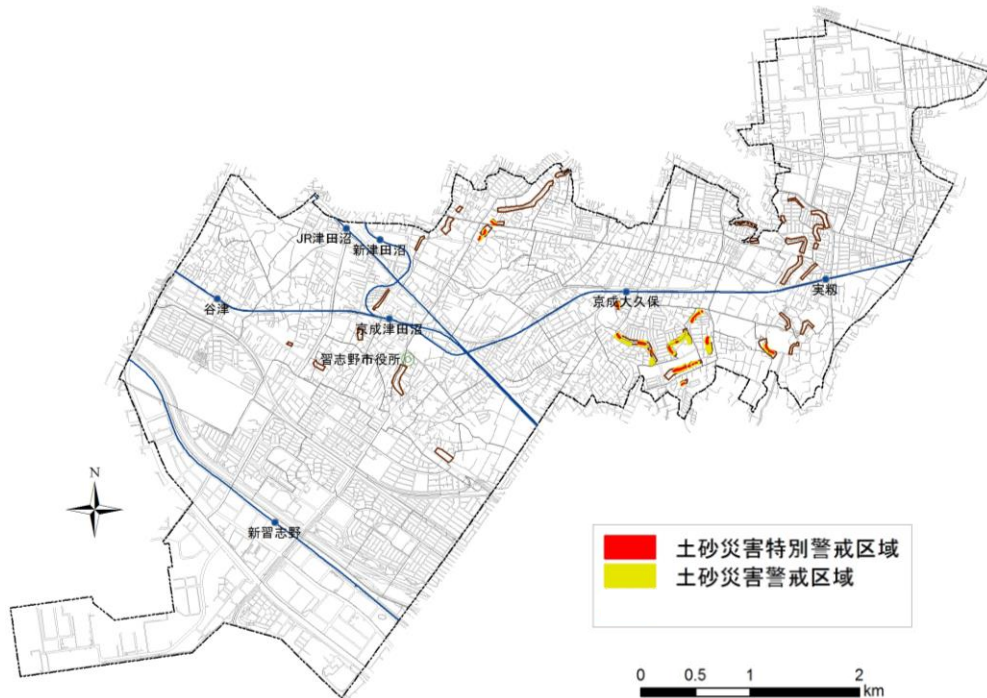 JR津田沼
新津田沼
谷津
京成津田沼
京成大久保
実籾
習志野市役所
N
新習志野
土砂災害特別警戒区域
土砂災害警戒区域
0 0.5 1 2
km